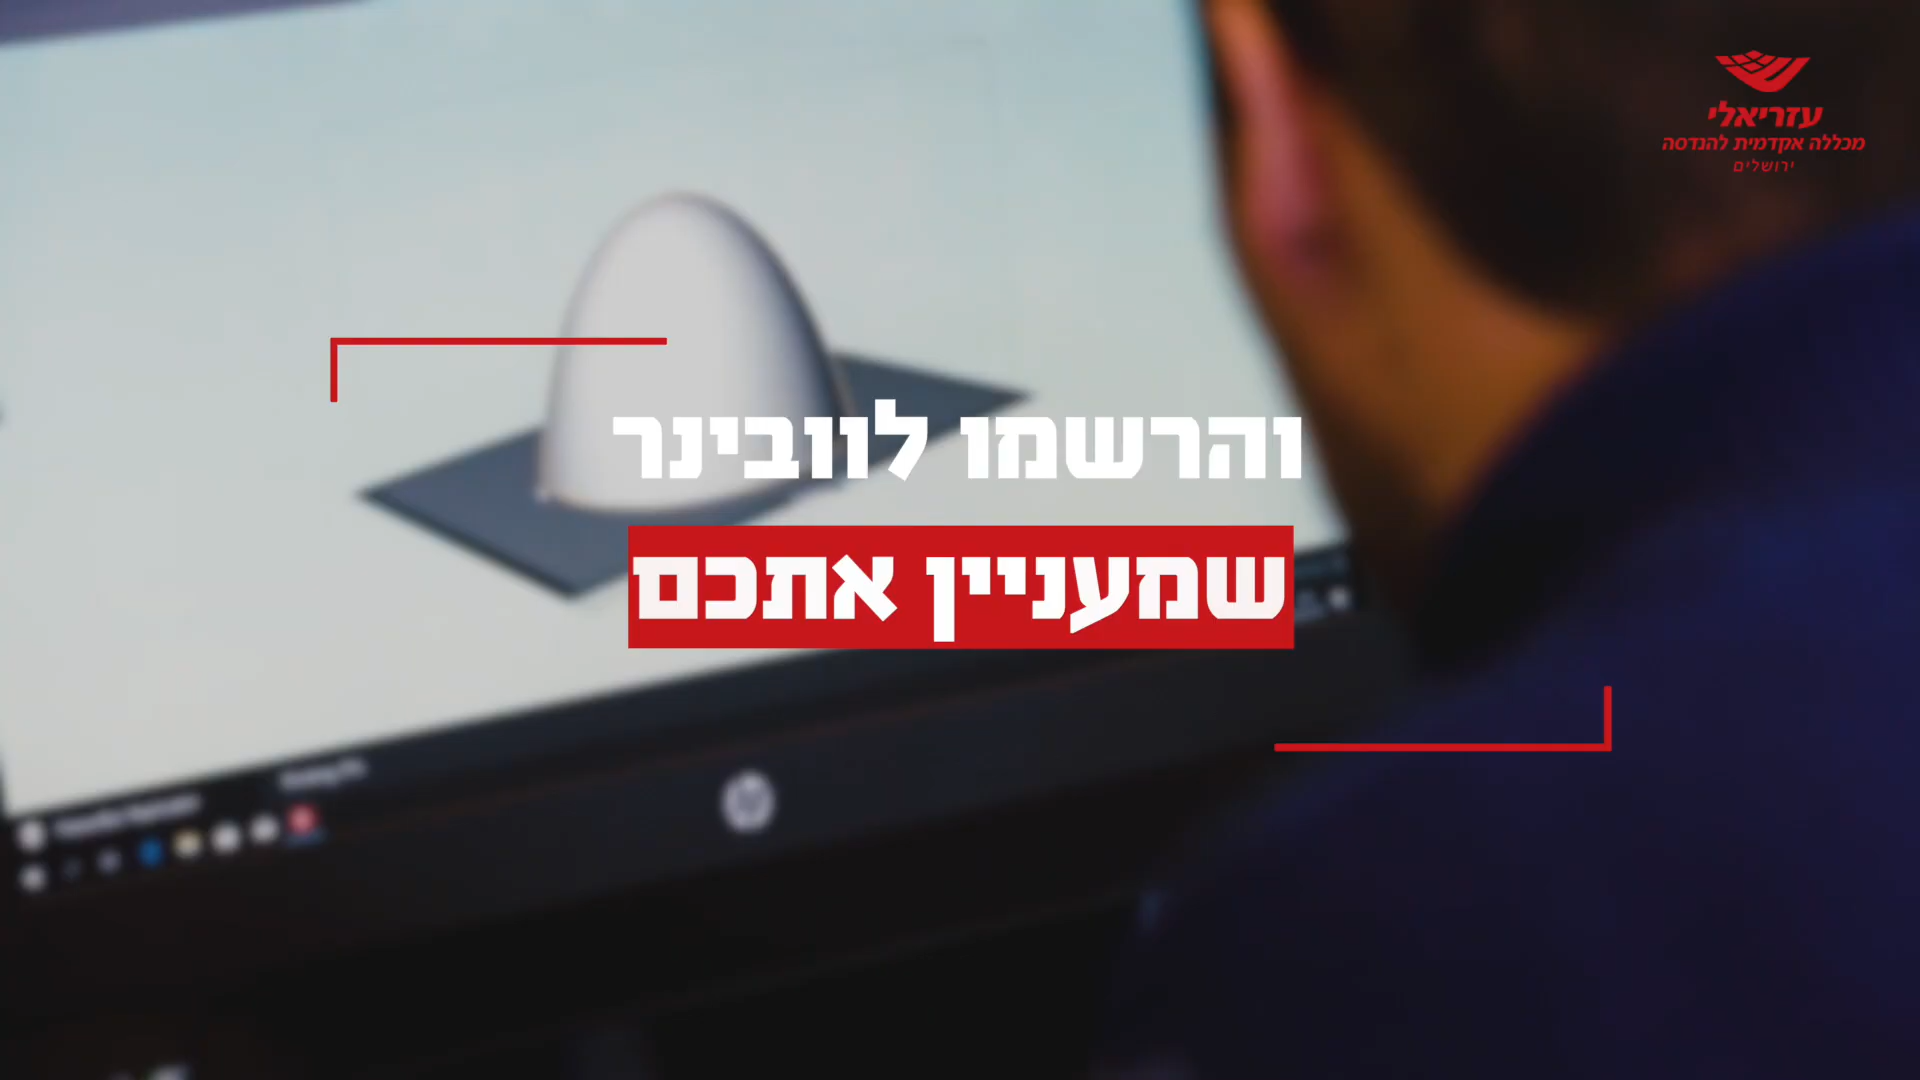 עזריאלי
מכללה אקדמית להנדסה
ירושלים
והרשמו לוובינר
שמעניין אתכם